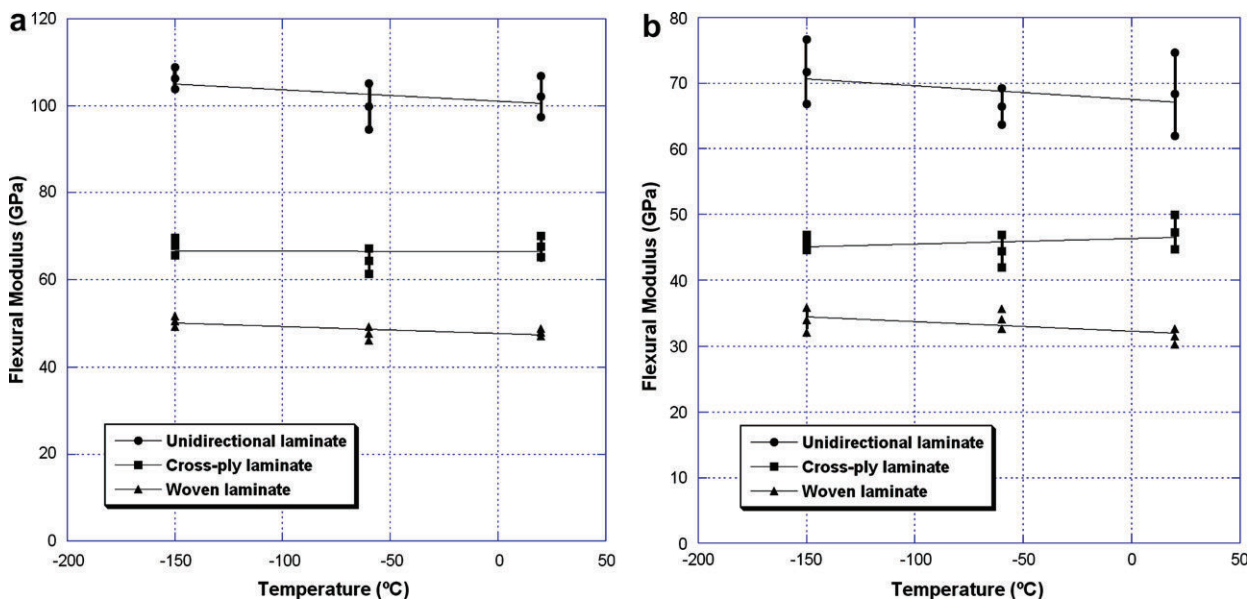 a
Flexural Modulus (GPa)
120
100
80
60
40
20
0
Unidirectional laminate
Cross-ply laminate
Woven laminate
-200 -150 -100 -50 0 50
Temperature (ºC)
b
Flexural Modulus (GPa)
80
70
60
50
40
30
20
10
0
Unidirectional laminate
Cross-ply laminate
Woven laminate
-200 -150 -100 -50 0 50
Temperature (ºC)